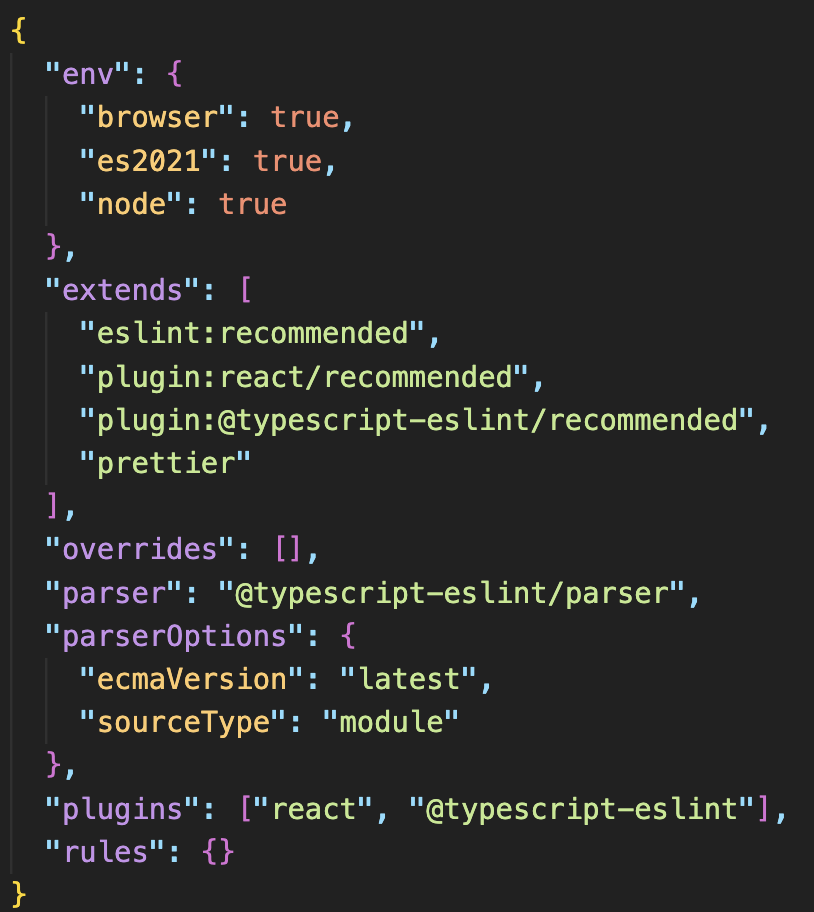 {
  "env": {
    "browser": true,
    "es2021": true,
    "node": true
  },
  "extends": [
    "eslint:recommended",
    "plugin:react/recommended",
    "plugin:@typescript-eslint/recommended",
    "prettier"
  ],
  "overrides": [],
  "parser": "@typescript-eslint/parser",
  "parserOptions": {
    "ecmaVersion": "latest",
    "sourceType": "module"
  },
  "plugins": ["react", "@typescript-eslint"],
  "rules": {}
}